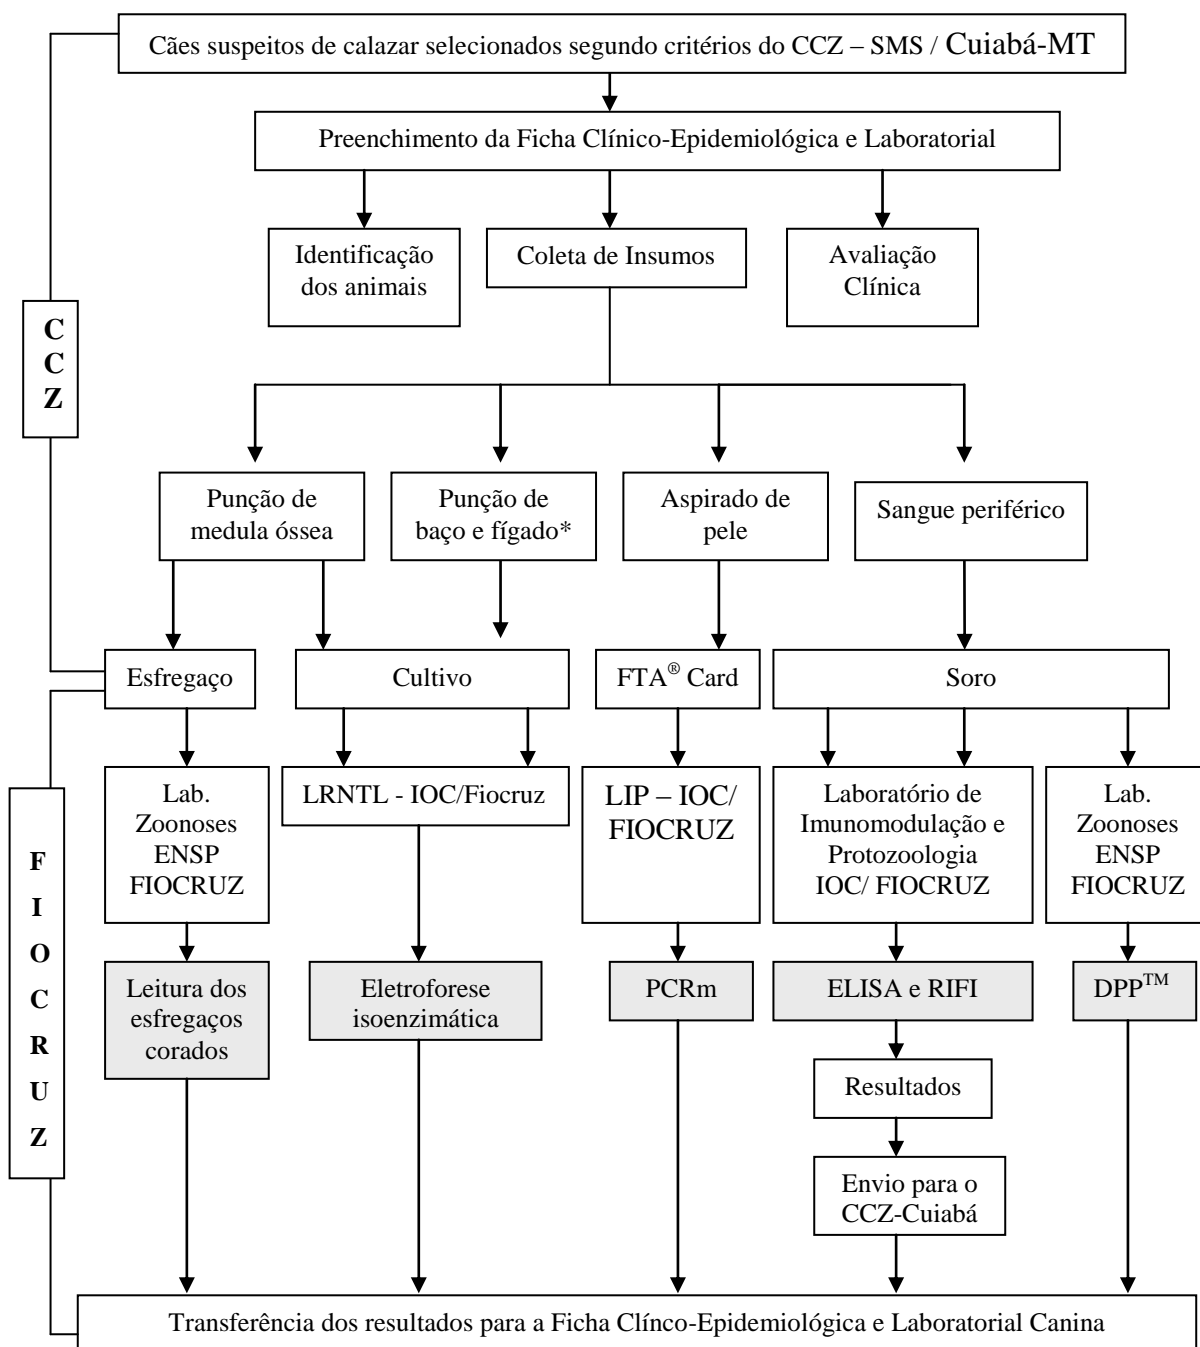 Cães suspeitos de calazar selecionados segundo critérios do CCZ – SMS / Cuiabá-MT
Preenchimento da Ficha Clínico-Epidemiológica e Laboratorial
Identificação
dos animais
Coleta de Insumos
Avaliação
Clínica
C
C
Z
Punção de
medula óssea
Punção de
baço e fígado*
Aspirado de
pele
Sangue periférico
Esfregaço
Cultivo
FTA® Card
Soro
F
I
O
C
R
U
Z
Lab.
Zoonoses
ENSP
FIOCRUZ
LRNTL - IOC/Fiocruz
LIP – IOC/
FIOCRUZ
Laboratório de
Imunomodulação e
Protozoologia
IOC/ FIOCRUZ
Lab.
Zoonoses
ENSP
FIOCRUZ
Leitura dos
esfregaços
corados
Eletroforese
isoenzimática
PCRm
ELISA e RIFI
DPP™
Resultados
Envio para o
CCZ-Cuiabá
Transferência dos resultados para a Ficha Clínco-Epidemiológica e Laboratorial Canina